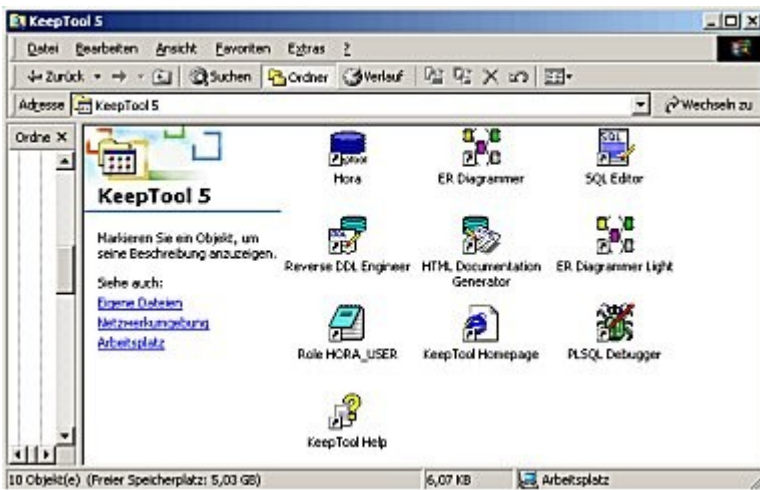 KeepTool 5
Datei Bearbeiten Ansicht Favoriten Extras ?
Zurück Suchen Ordner Verlauf
Adresse KeepTool 5 Wechseln zu
Ordne
KeepTool 5
Markieren Sie ein Objekt, um
seine Beschreibung anzuzeigen.
Siehe auch:
Eigene Dateien
Netzwerkumgebung
Arbeitsplatz
Hora
ER Diagrammer
SQL
SQL Editor
DDL
Reverse DDL Engineer
HTML Documentation
Generator
ER Diagrammer Light
Role HORA_USER
KeepTool Homepage
PLSQL Debugger
KeepTool Help
10 Objekt(e) (Freier Speicherplatz: 5,03 GB) 6,07 KB Arbeitsplatz